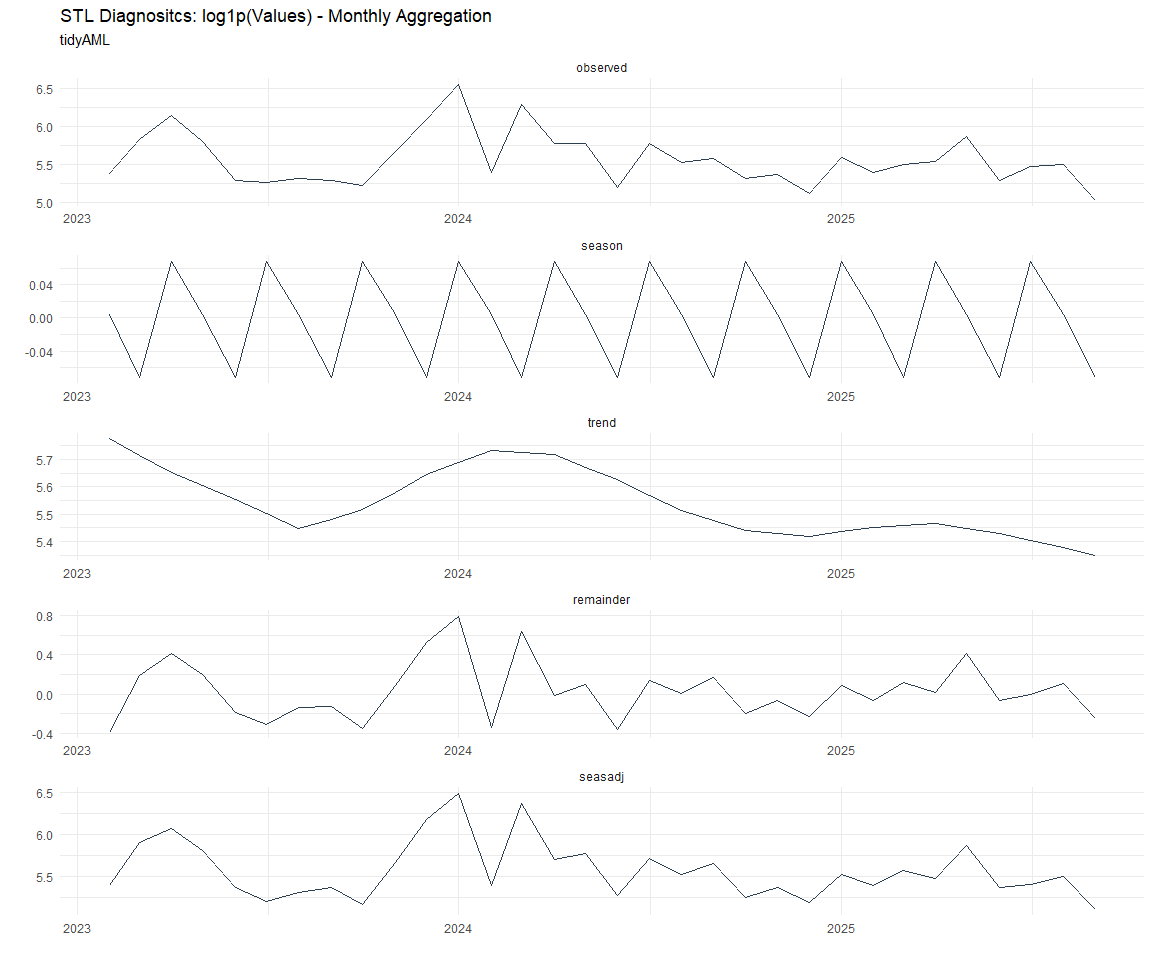 STL Diagnositcs: log1p(Values) - Monthly Aggregation
tidyAML
observed
6.5
6.0
5.5
5.0
2023 2024 2025
season
0.04
0.00
-0.04
2023 2024 2025
trend
5.7
5.6
5.5
5.4
2023 2024 2025
remainder
0.8
0.4
0.0
-0.4
2023 2024 2025
seasadj
6.5
6.0
5.5
2023 2024 2025